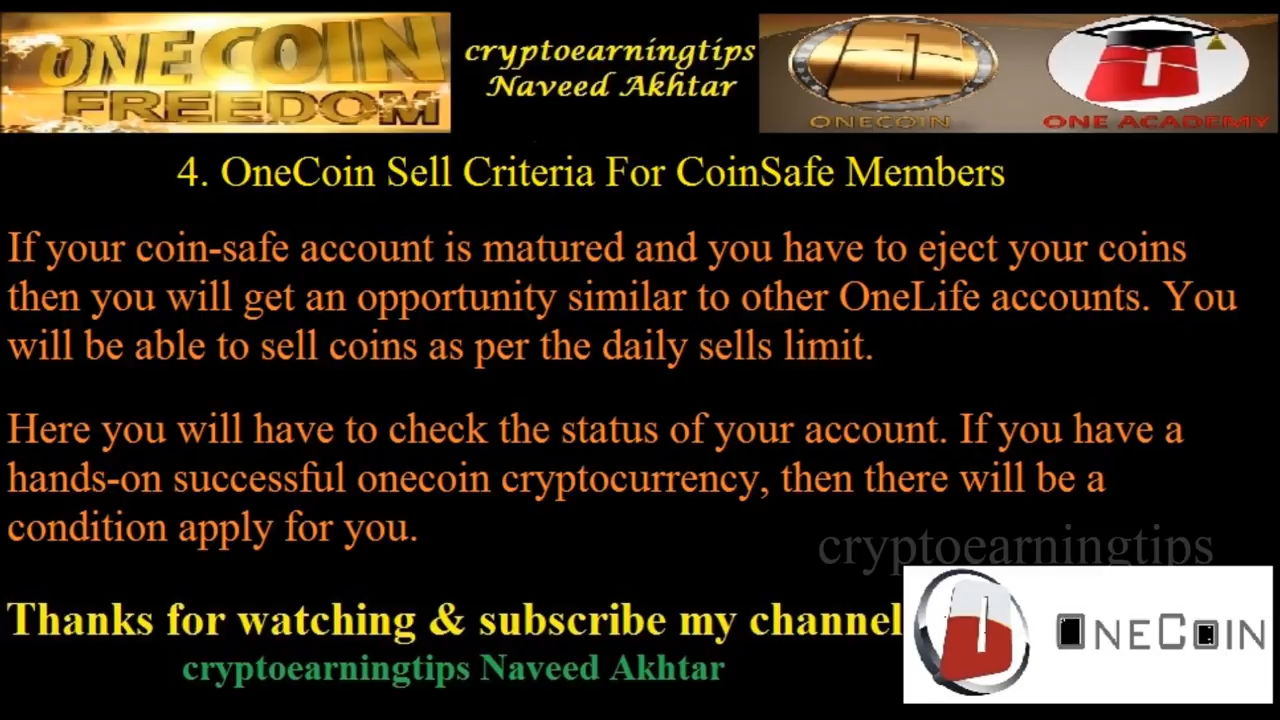 ONE COIN
FREEDOM
cryptoearningtips
Naveed Akhtar
ONECOIN
ONE ACADEMY
4. OneCoin Sell Criteria For CoinSafe Members
If your coin-safe account is matured and you have to eject your coins
then you will get an opportunity similar to other OneLife accounts. You
will be able to sell coins as per the daily sells limit.
Here you will have to check the status of your account. If you have a
hands-on successful onecoin cryptocurrency, then there will be a
condition apply for you.
cryptoearningtips
Thanks for watching & subscribe my channel
cryptoearningtips Naveed Akhtar
ONECOIN